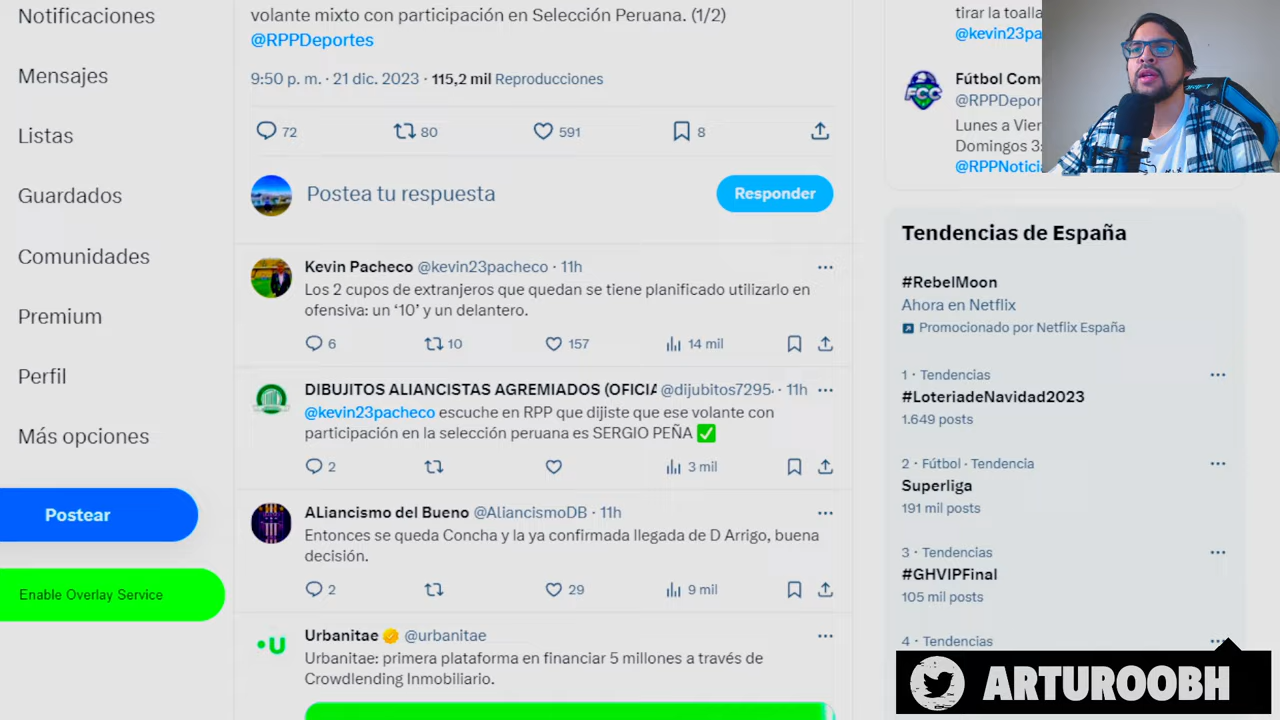 Notificaciones
Mensajes
Listas
Guardados
Comunidades
Premium
Perfil
Más opciones
Postear
Enable Overlay Service
volante mixto con participación en Selección Peruana. (1/2)
@RPPDeportes
9:50 p. m. · 21 dic. 2023 · 115,2 mil Reproducciones
72 80 591 8
Postea tu respuesta
Responder
Kevin Pacheco @kevin23pacheco · 11h
Los 2 cupos de extranjeros que quedan se tiene planificado utilizarlo en
ofensiva: un ‘10’ y un delantero.
6 10 157 14 mil
DIBUJITOS ALIANCISTAS AGREMIADOS (OFICIA @dijubitos7295 · 11h
@kevin23pacheco escuche en RPP que dijiste que ese volante con
participación en la selección peruana es SERGIO PEÑA ✅
2 3 mil
ALiancismo del Bueno @AliancismoDB · 11h
Entonces se queda Concha y la ya confirmada llegada de D Arrigo, buena
decisión.
2 29 9 mil
Urbanitae @urbanitae
Urbanitae: primera plataforma en financiar 5 millones a través de
Crowdlending Inmobiliario.
tirar la toalla
@kevin23pa
FCC
Fútbol Com
@RPPDepor
Lunes a Vier
Domingos 3:
@RPPNotici
Tendencias de España
#RebelMoon
Ahora en Netflix
Promocionado por Netflix España
1 · Tendencias
#LoteriadeNavidad2023
1.649 posts
2 · Fútbol · Tendencia
Superliga
191 mil posts
3 · Tendencias
#GHVIPFinal
105 mil posts
4 · Tendencias
ARTUROOBH